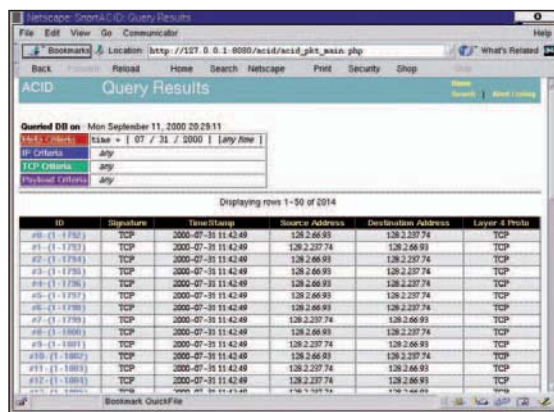 Netscape: SnortACID: Query Results
File Edit View Go Communicator Help
Bookmarks Location: http://127.0.0.1:8080/acid/acid_pkt_main.php What's Related
Back Reload Home Search Netscape Print Security Shop
ACID Query Results
Home
Search |
Queried DB on Mon September 11, 2000 20:29:11
Meta Criteria time = [ 07 / 31 / 2000 ] [any time ]
IP Criteria any
TCP Criteria any
Payload Criteria any
Displaying rows 1-50 of 2014
ID Signature TimeStamp Source Address Destination Address Layer 4 Proto
#0-(1-1792) TCP 2000-07-31 11:42:49 128.2.66.93 128.2.237.74 TCP
#1-(1-1793) TCP 2000-07-31 11:42:49 128.2.237.74 128.2.66.93 TCP
#2-(1-1794) TCP 2000-07-31 11:42:49 128.2.66.93 128.2.237.74 TCP
#3-(1-1795) TCP 2000-07-31 11:42:49 128.2.237.74 128.2.66.93 TCP
#4-(1-1796) TCP 2000-07-31 11:42:49 128.2.66.93 128.2.237.74 TCP
#5-(1-1797) TCP 2000-07-31 11:42:49 128.2.237.74 128.2.66.93 TCP
#6-(1-1798) TCP 2000-07-31 11:42:49 128.2.66.93 128.2.237.74 TCP
#7-(1-1799) TCP 2000-07-31 11:42:49 128.2.237.74 128.2.66.93 TCP
#8-(1-1800) TCP 2000-07-31 11:42:49 128.2.66.93 128.2.237.74 TCP
#9-(1-1801) TCP 2000-07-31 11:42:49 128.2.237.74 128.2.66.93 TCP
#10-(1-1802) TCP 2000-07-31 11:42:49 128.2.66.93 128.2.237.74 TCP
#11-(1-1803) TCP 2000-07-31 11:42:49 128.2.237.74 128.2.66.93 TCP
#12-(1-1804) TCP 2000-07-31 11:42:49 128.2.66.93 128.2.237.74 TCP
Bookmark QuickFile